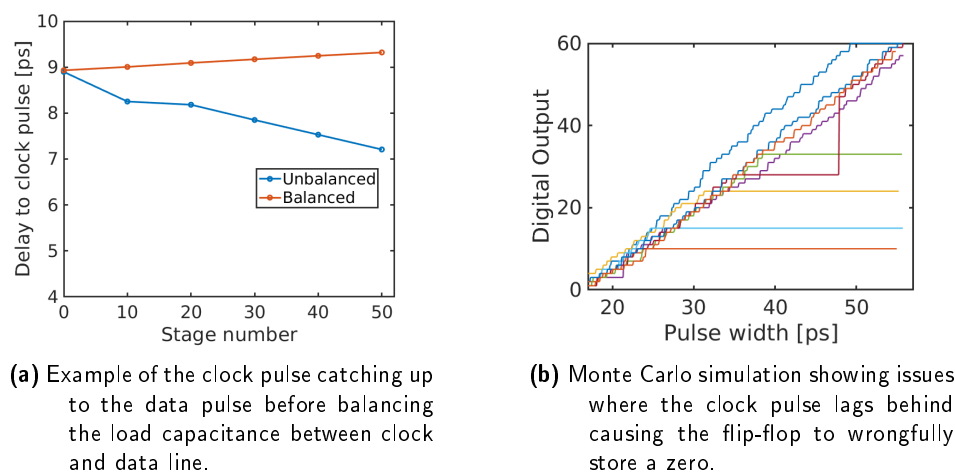 10
9
8
7
6
5
4
Delay to clock pulse [ps]
Unbalanced
Balanced
0 10 20 30 40 50
Stage number
60
40
20
0
Digital Output
20 30 40 50
Pulse width [ps]
(a) Example of the clock pulse catching up
to the data pulse before balancing
the load capacitance between clock
and data line.
(b) Monte Carlo simulation showing issues
where the clock pulse lags behind
causing the flip-flop to wrongfully
store a zero.